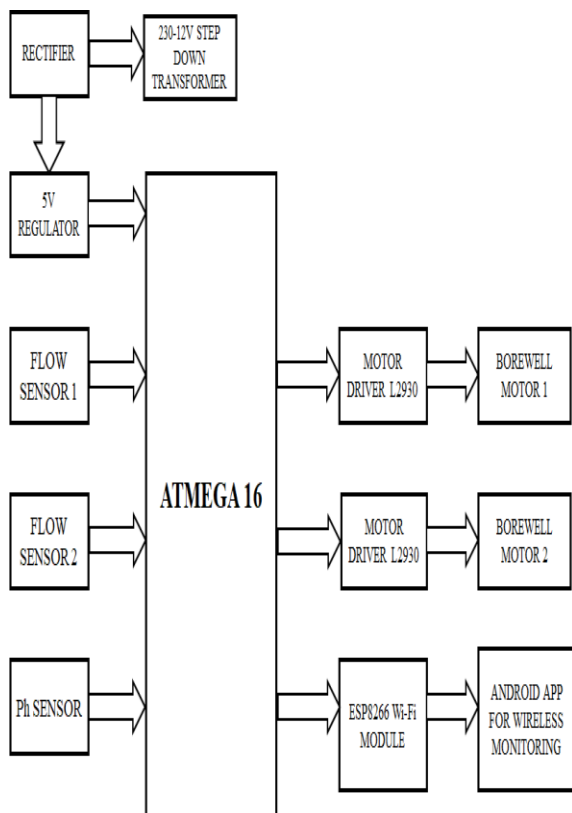 RECTIFIER
230-12V STEP
DOWN
TRANSFORMER
5V
REGULATOR
FLOW
SENSOR 1
MOTOR
DRIVER L2930
BOREWELL
MOTOR 1
ATMEGA 16
FLOW
SENSOR 2
MOTOR
DRIVER L2930
BOREWELL
MOTOR 2
Ph SENSOR
ESP8266 Wi-Fi
MODULE
ANDROID APP
FOR WIRELESS
MONITORING